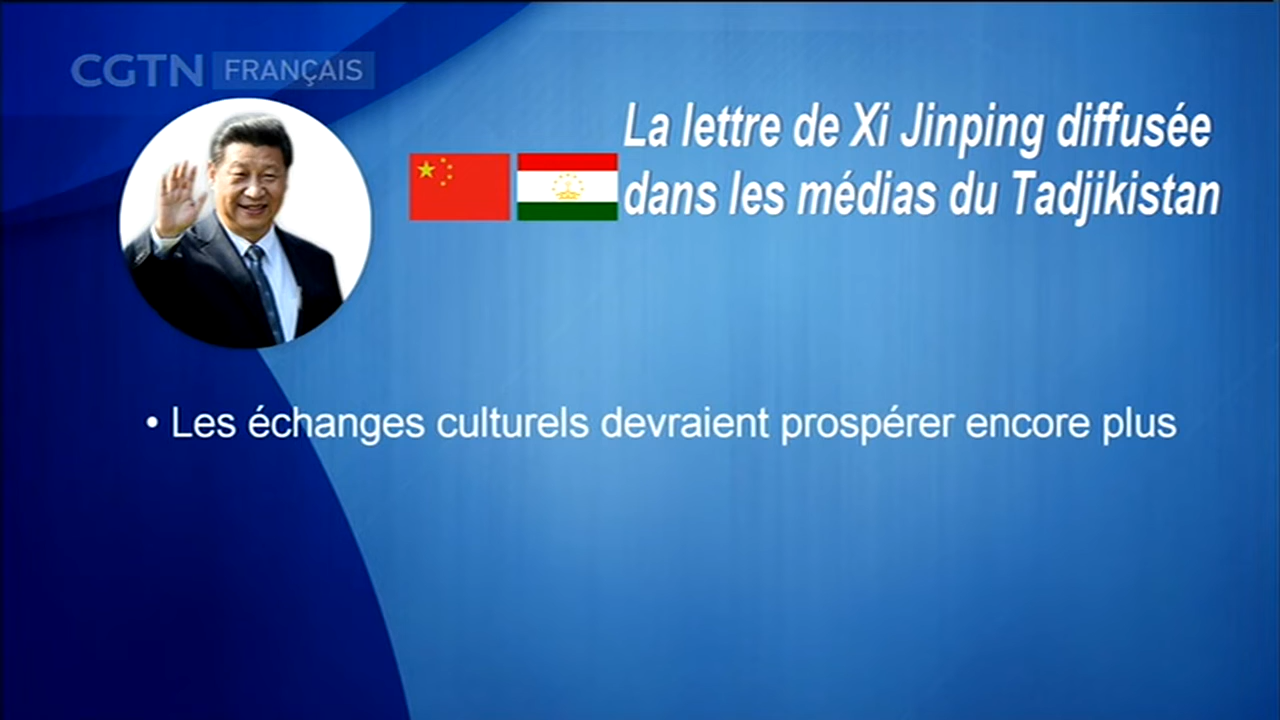 CGTN FRANÇAIS
La lettre de Xi Jinping diffusée
dans les médias du Tadjikistan
• Les échanges culturels devraient prospérer encore plus